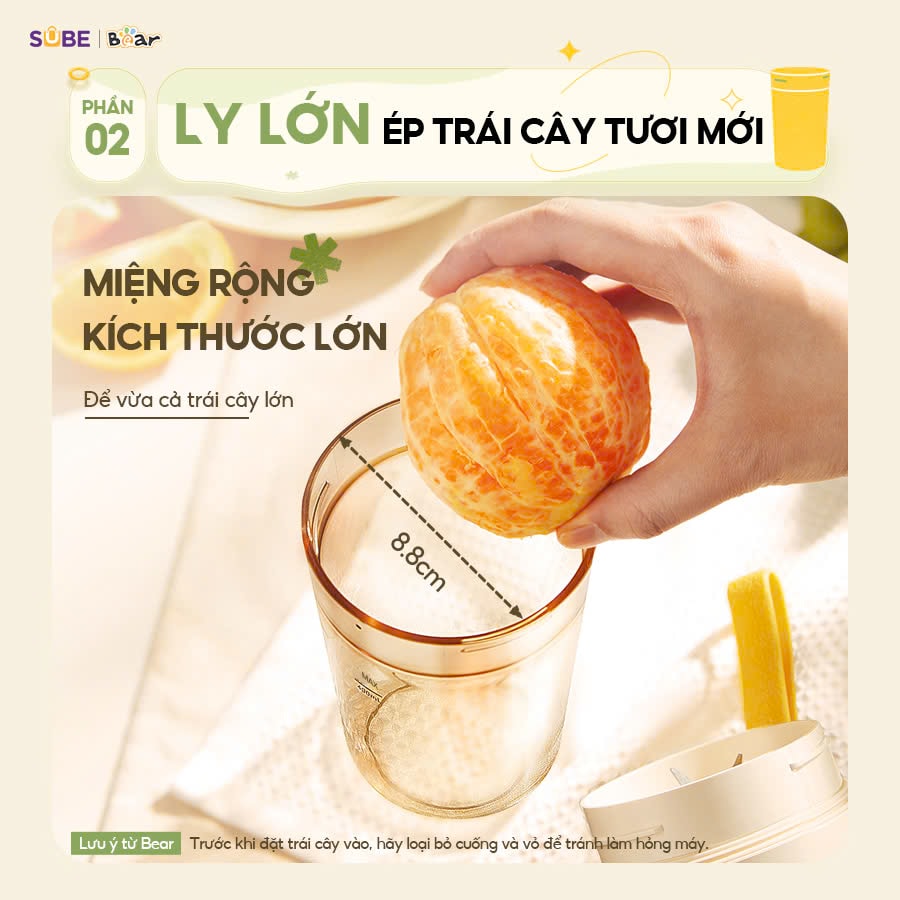 SUBE | Bear
PHẦN
02
LY LỚN ÉP TRÁI CÂY TƯƠI MỚI
MIỆNG RỘNG
KÍCH THƯỚC LỚN
Để vừa cả trái cây lớn
8.8cm
MAX
Lưu ý từ Bear Trước khi đặt trái cây vào, hãy loại bỏ cuống và vỏ để tránh làm hỏng máy.